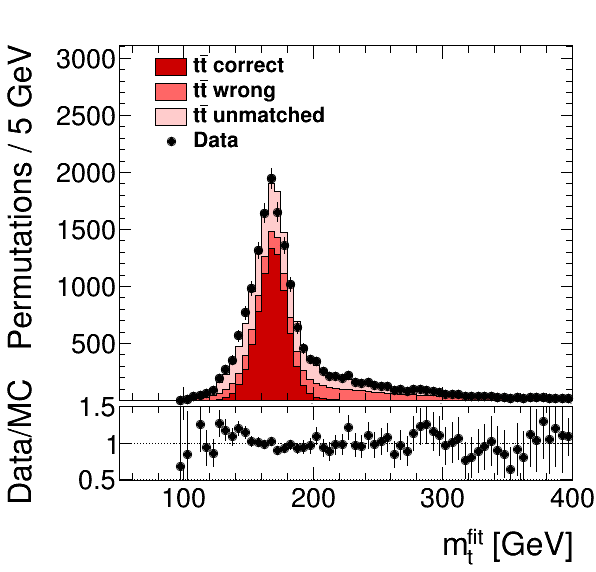 Permutations / 5 GeV
3000
2500
2000
1500
1000
500
tt̄ correct
tt̄ wrong
tt̄ unmatched
Data
Data/MC
1.5
1
0.5
100
200
300
400
m_t^fit [GeV]